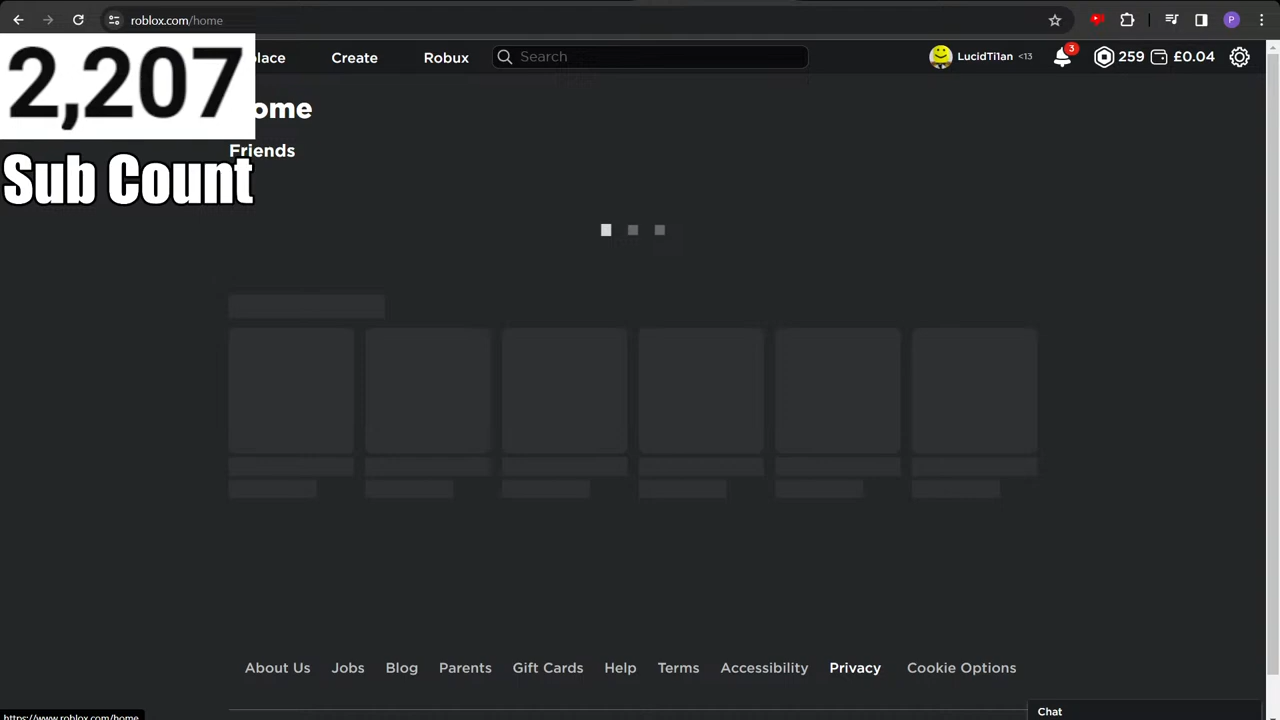 roblox.com/home
2,207
Sub Count
place
Create
Robux
Search
LucidTi1an <13
3
259
£0.04
P
ome
Friends
About Us
Jobs
Blog
Parents
Gift Cards
Help
Terms
Accessibility
Privacy
Cookie Options
Chat
https://www.roblox.com/home